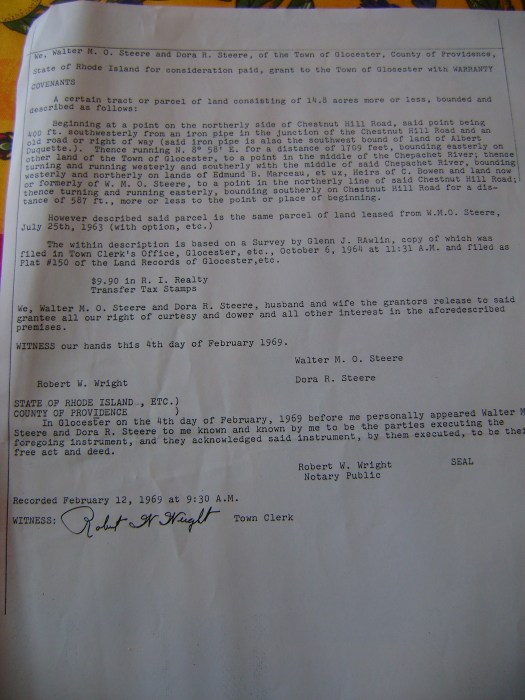 We, Walter M. O. Steere and Dora R. Steere, of the Town of Glocester, County of Providence,
State of Rhode Island for consideration paid, grant to the Town of Glocester with WARRANTY
COVENANTS
A certain tract or parcel of land consisting of 14.8 acres more or less, bounded and
described as follows:
Beginning at a point on the northerly side of Chestnut Hill Road, said point being
400 ft. southwesterly from an iron pipe in the junction of the Chestnut Hill Road and an
old road or right of way (said iron pipe is also the southwest bound of land of Albert
Duquette.). Thence running N. 8° 58' E. for a distance of 1709 feet, bounding easterly on
other land of the Town of Glocester, to a point in the middle of the Chepachet River; thence
turning and running westerly and southerly with the middle of said Chepachet River, bounding
westerly and northerly on lands of Edmund B. Marceau, et ux, Heirs of C. Bowen and land now
or formerly of W. M. O. Steere, to a point in the northerly line of said Chestnut Hill Road;
thence turning and running easterly, bounding southerly on Chestnut Hill Road for a dis-
tance of 587 ft., more or less to the point or place of beginning.
However described said parcel is the same parcel of land leased from W.M.O. Steere,
July 25th, 1963 (with option, etc.)
The within description is based on a Survey by Glenn J. RAwlin, copy of which was
filed in Town Clerk's Office, Glocester, etc., October 6, 1964 at 11:31 A.M. and filed as
Plat #150 of the Land Records of Glocester,etc.
$9.90 in R. I. Realty
Transfer Tax Stamps
We, Walter M. O. Steere and Dora R. Steere, husband and wife the grantors release to said
grantee all our right of curtesy and dower and all other interest in the aforedescribed
premises.
WITNESS our hands this 4th day of February 1969.
Walter M. O. Steere
Robert W. Wright Dora R. Steere
STATE OF RHODE ISLAND , ETC.)
COUNTY OF PROVIDENCE )
In Glocester on the 4th day of February, 1969 before me personally appeared Walter M
Steere and Dora R. Steere to me known and known by me to be the parties executing the
foregoing instrument, and they acknowledged said instrument, by them executed, to be thei
free act and deed.
Robert W. Wright SEAL
Notary Public
Recorded February 12, 1969 at 9:30 A.M.
WITNESS: Robert W Wright Town Clerk